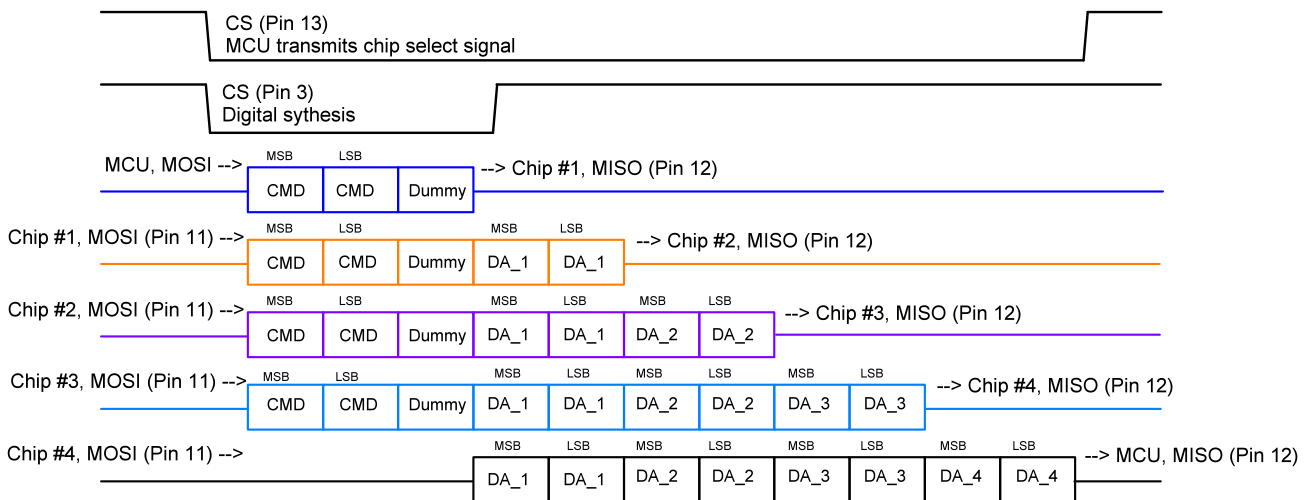 CS (Pin 13)
MCU transmits chip select signal
CS (Pin 3)
Digital sythesis
MCU, MOSI -->
MSB LSB
CMD CMD Dummy
--> Chip #1, MISO (Pin 12)
Chip #1, MOSI (Pin 11) -->
MSB LSB MSB LSB
CMD CMD Dummy DA_1 DA_1
--> Chip #2, MISO (Pin 12)
Chip #2, MOSI (Pin 11) -->
MSB LSB MSB LSB MSB LSB
CMD CMD Dummy DA_1 DA_1 DA_2 DA_2
--> Chip #3, MISO (Pin 12)
Chip #3, MOSI (Pin 11) -->
MSB LSB MSB LSB MSB LSB MSB LSB
CMD CMD Dummy DA_1 DA_1 DA_2 DA_2 DA_3 DA_3
--> Chip #4, MISO (Pin 12)
Chip #4, MOSI (Pin 11) -->
MSB LSB MSB LSB MSB LSB MSB LSB
DA_1 DA_1 DA_2 DA_2 DA_3 DA_3 DA_4 DA_4
--> MCU, MISO (Pin 12)